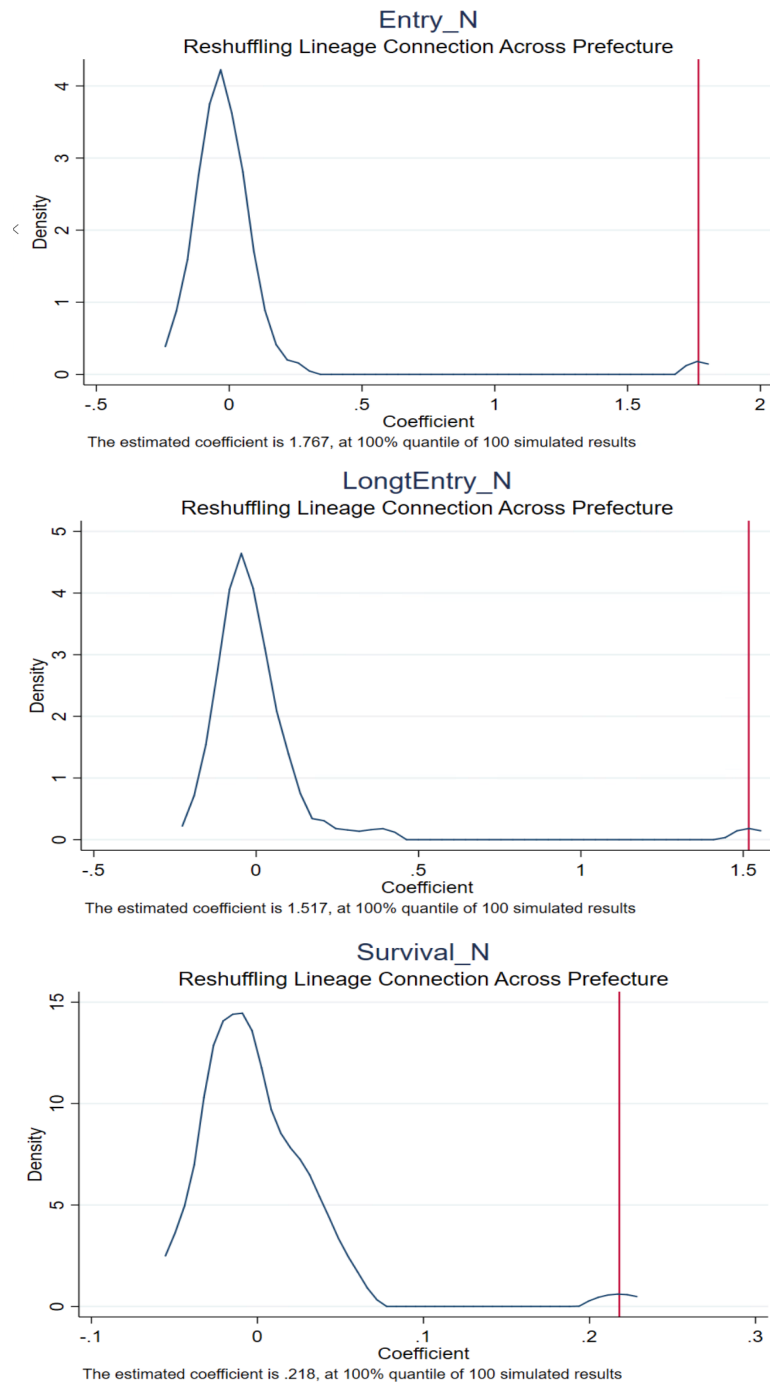 Entry_N
Reshuffling Lineage Connection Across Prefecture
Density
4
3
2
1
0
-.5 0 .5 1 1.5 2
Coefficient
The estimated coefficient is 1.767, at 100% quantile of 100 simulated results
LongtEntry_N
Reshuffling Lineage Connection Across Prefecture
Density
5
4
3
2
1
0
-.5 0 .5 1 1.5
Coefficient
The estimated coefficient is 1.517, at 100% quantile of 100 simulated results
Survival_N
Reshuffling Lineage Connection Across Prefecture
Density
15
10
5
0
-.1 0 .1 .2 .3
Coefficient
The estimated coefficient is .218, at 100% quantile of 100 simulated results